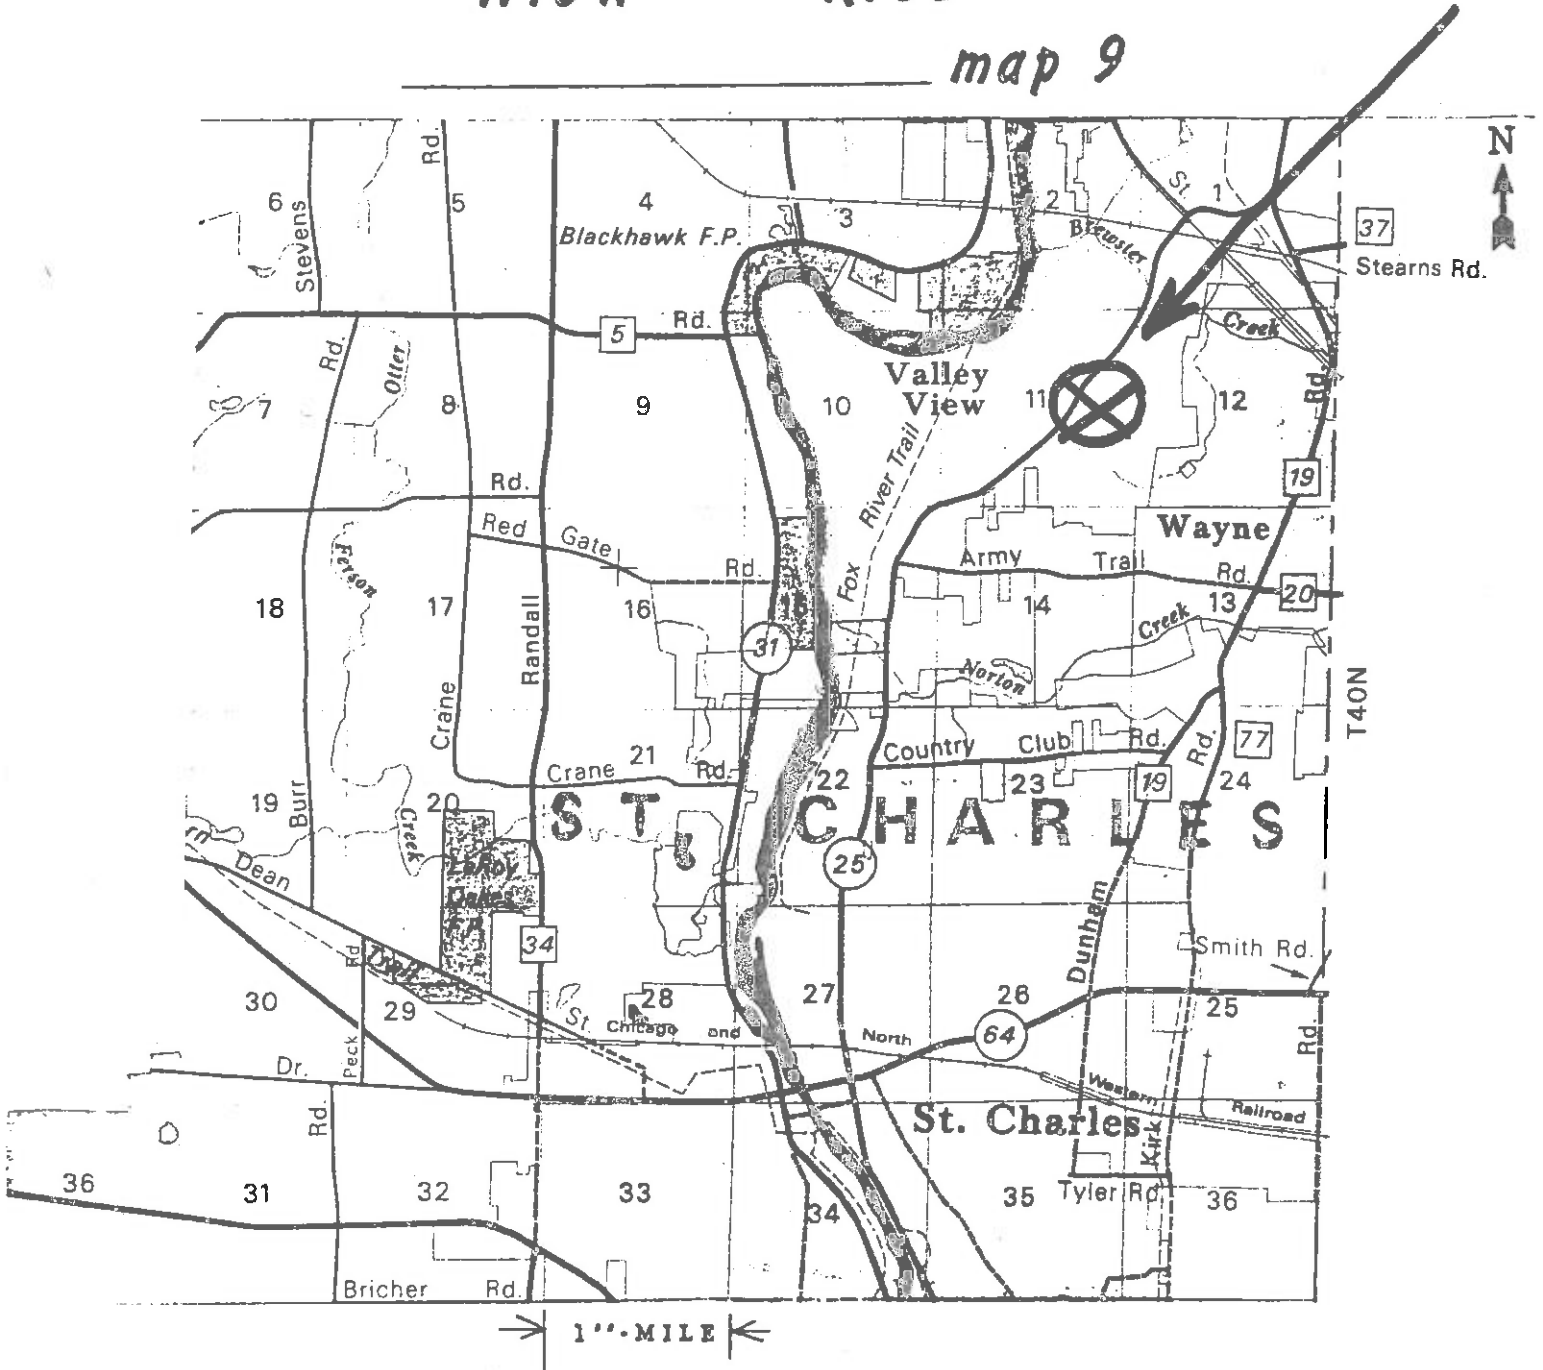 map 9
N
Rd.
6
5
4
3
2
1
St.
Stevens
Blackhawk F.P.
Brewster
37
Stearns Rd.
5
Rd.
Creek
Rd.
Otter
Valley
View
Rd.
7
8
9
10
11
12
River Trail
Fox
19
Rd.
Red Gate Rd.
Wayne
Army Trail Rd.
20
Ferson
18
17
16
15
14
13
Randall
31
Creek
Norton
T40N
Crane
Country Club Rd.
Rd.
77
21
Crane Rd.
22
23
19
24
19
Burr
20
Creek
ST CHARLES
rn
Dean
LeRoy
Oakes
F.P.
25
34
Dunham
Smith Rd.
Rd
Trail
30
29
28
27
26
25
St.
Chicago and North Western Railroad
64
Rd.
Peck
Dr.
Rd.
St. Charles
Kirk
36
31
32
33
34
35
36
Tyler Rd.
Bricher Rd.
1"-MILE